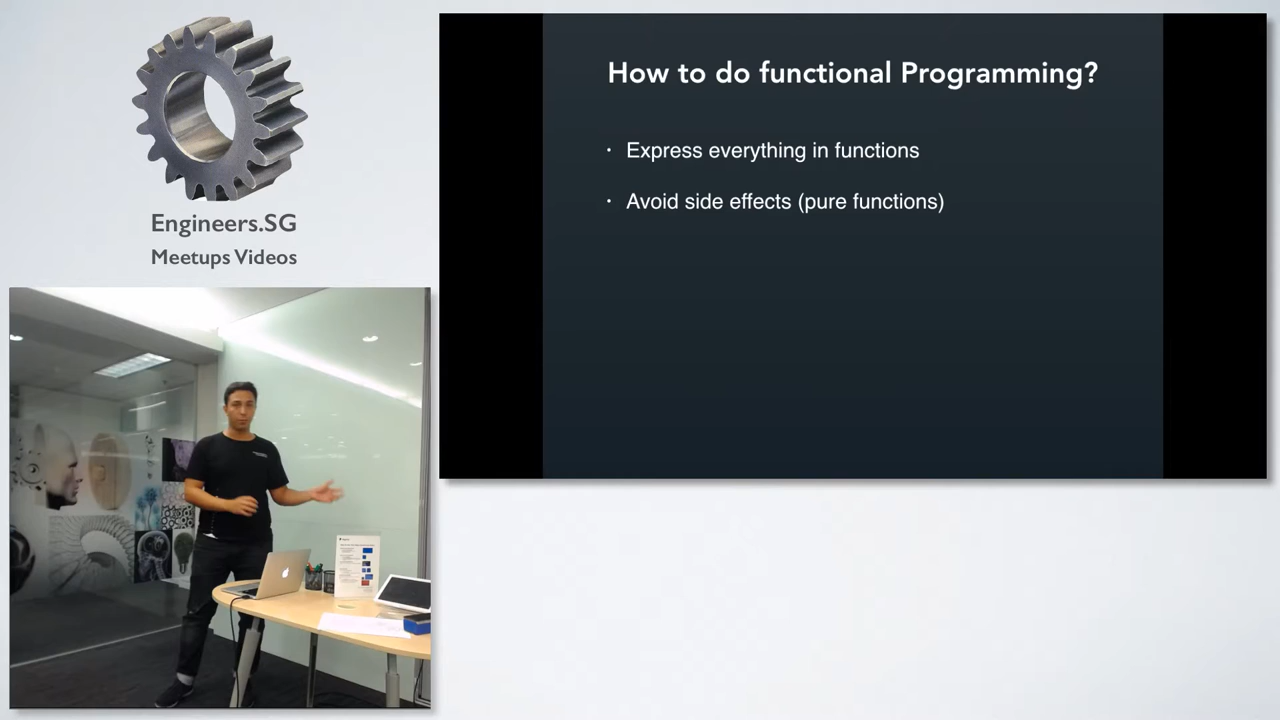 Engineers.SG
Meetups Videos
How to do functional Programming?
· Express everything in functions
· Avoid side effects (pure functions)